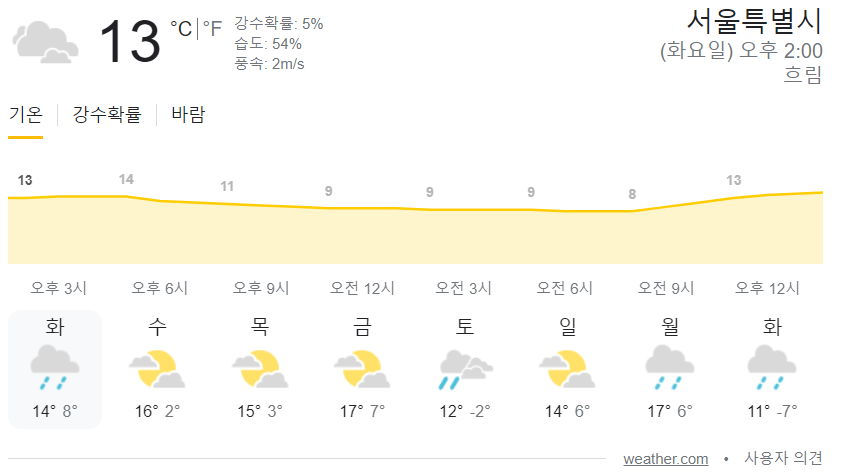 13 °C | °F
강수확률: 5%
습도: 54%
풍속: 2m/s
서울특별시
(화요일) 오후 2:00
흐림
기온 강수확률 바람
13 14 11 9 9 9 8 13
오후 3시 오후 6시 오후 9시 오전 12시 오전 3시 오전 6시 오전 9시 오후 12시
화 수 목 금 토 일 월 화
14° 8° 16° 2° 15° 3° 17° 7° 12° -2° 14° 6° 17° 6° 11° -7°
weather.com • 사용자 의견